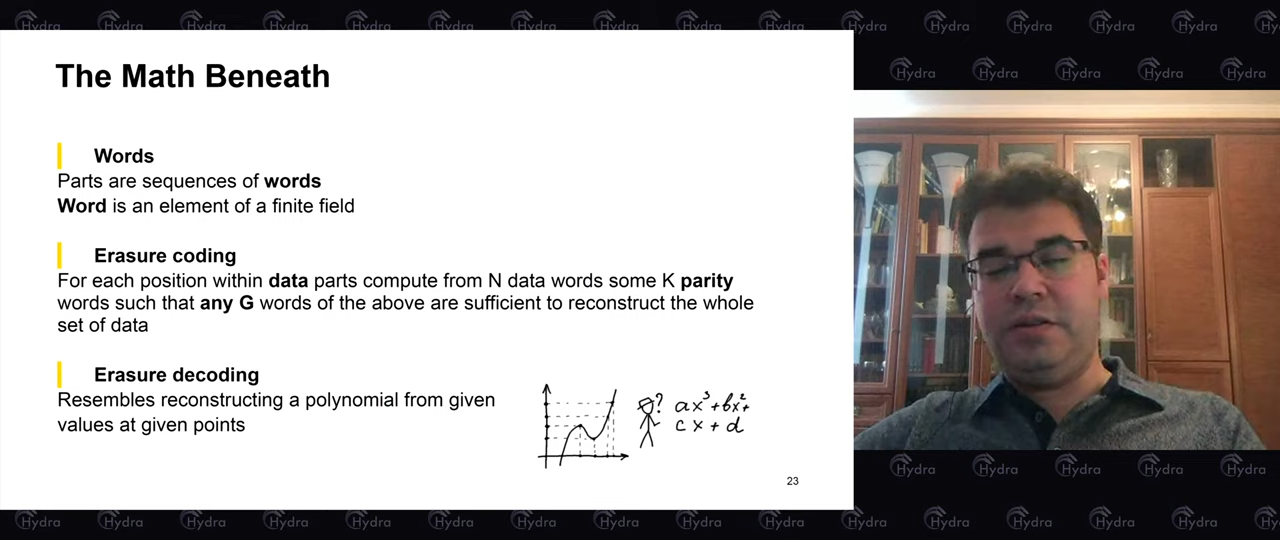 The Math Beneath
Words
Parts are sequences of words
Word is an element of a finite field
Erasure coding
For each position within data parts compute from N data words some K parity
words such that any G words of the above are sufficient to reconstruct the whole
set of data
Erasure decoding
Resembles reconstructing a polynomial from given
values at given points
? ax³+bx²+
cx+d
23
Hydra